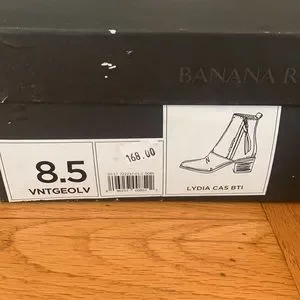 BANANA R
168.00
8.5
VNTGEOLV
LYDIA CAS BTI